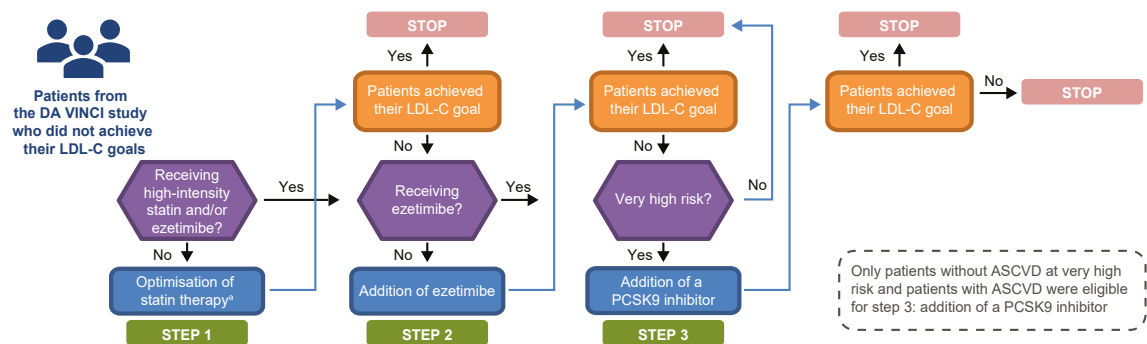 Patients from
the DA VINCI study
who did not achieve
their LDL-C goals
Receiving
high-intensity
statin and/or
ezetimibe?
Yes
No
Optimisation of
statin therapyª
STEP 1
STOP
Yes
Patients achieved
their LDL-C goal
No
Receiving
ezetimibe?
Yes
No
Addition of ezetimibe
STEP 2
STOP
Yes
Patients achieved
their LDL-C goal
No
Very high risk?
No
Yes
Addition of a
PCSK9 inhibitor
STEP 3
STOP
Yes
Patients achieved
their LDL-C goal
No
STOP
Only patients without ASCVD at very high
risk and patients with ASCVD were eligible
for step 3: addition of a PCSK9 inhibitor